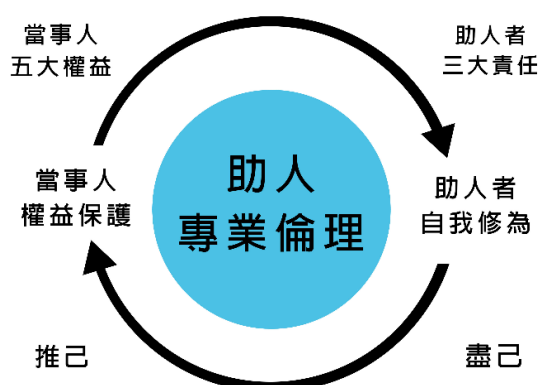 當事人
五大權益
助人者
三大責任
助人
專業倫理
當事人
權益保護
助人者
自我修為
推己
盡己